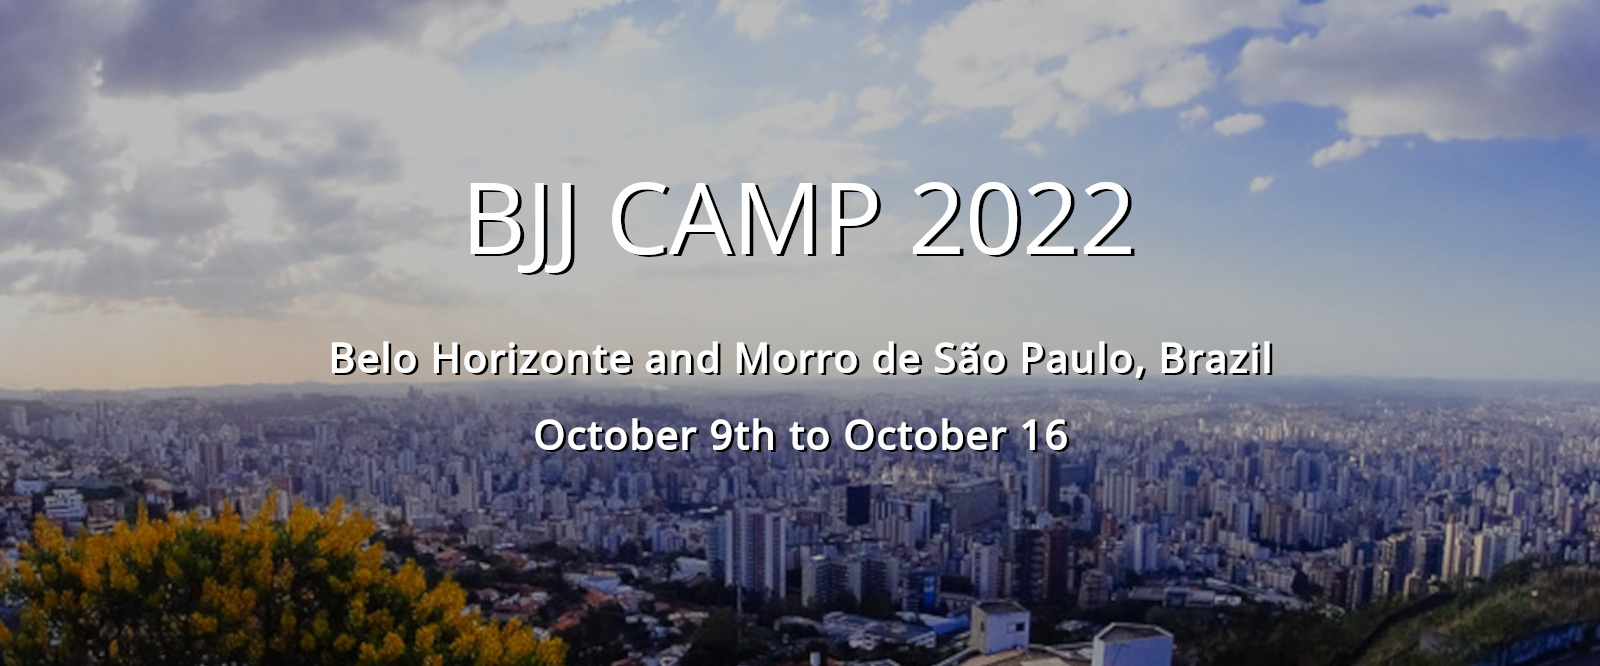 BJJ CAMP 2022
Belo Horizonte and Morro de São Paulo, Brazil
October 9th to October 16